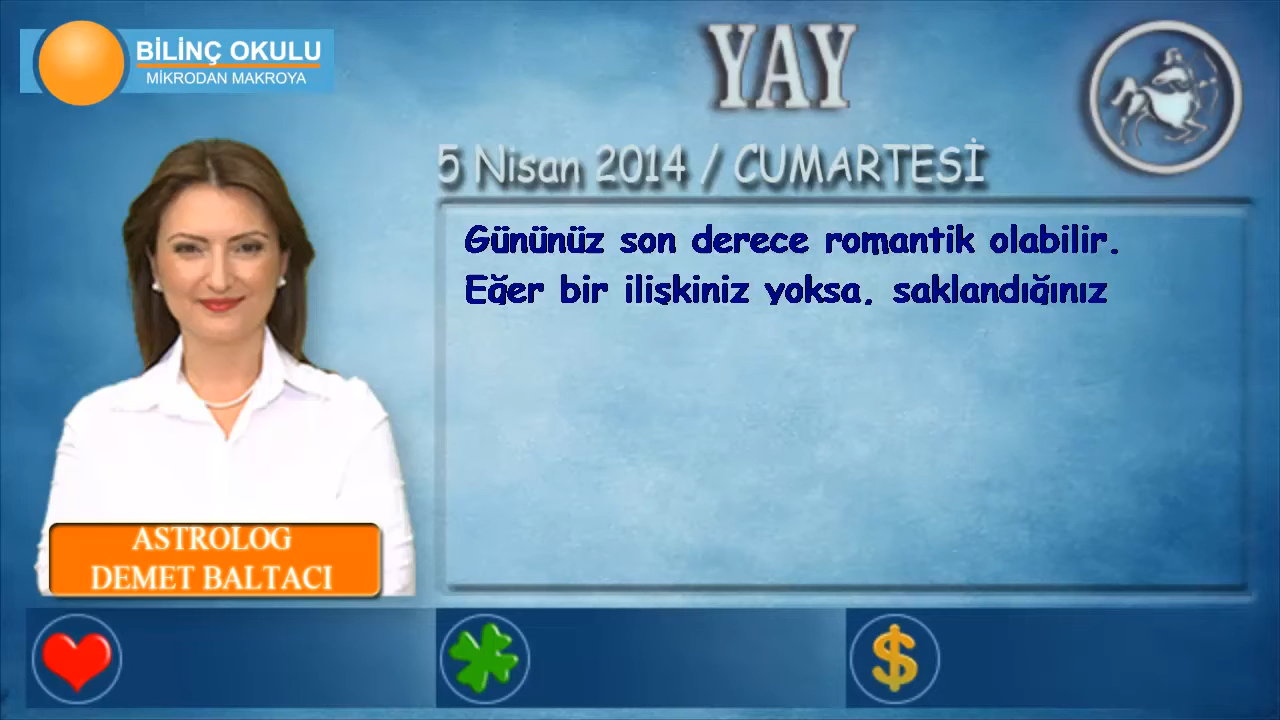 BİLİNÇ OKULU
MİKRODAN MAKROYA
YAY
5 Nisan 2014 / CUMARTESİ
Gününüz son derece romantik olabilir.
Eğer bir ilişkiniz yoksa, saklandığınız
ASTROLOG
DEMET BALTACI